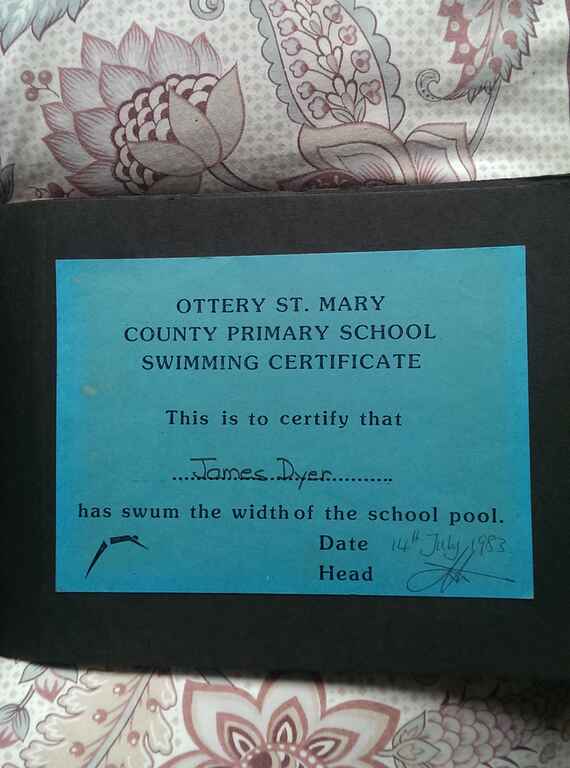 OTTERY ST. MARY
COUNTY PRIMARY SCHOOL
SWIMMING CERTIFICATE
This is to certify that
James Dyer
has swum the width of the school pool.
Date 14th July 1983
Head